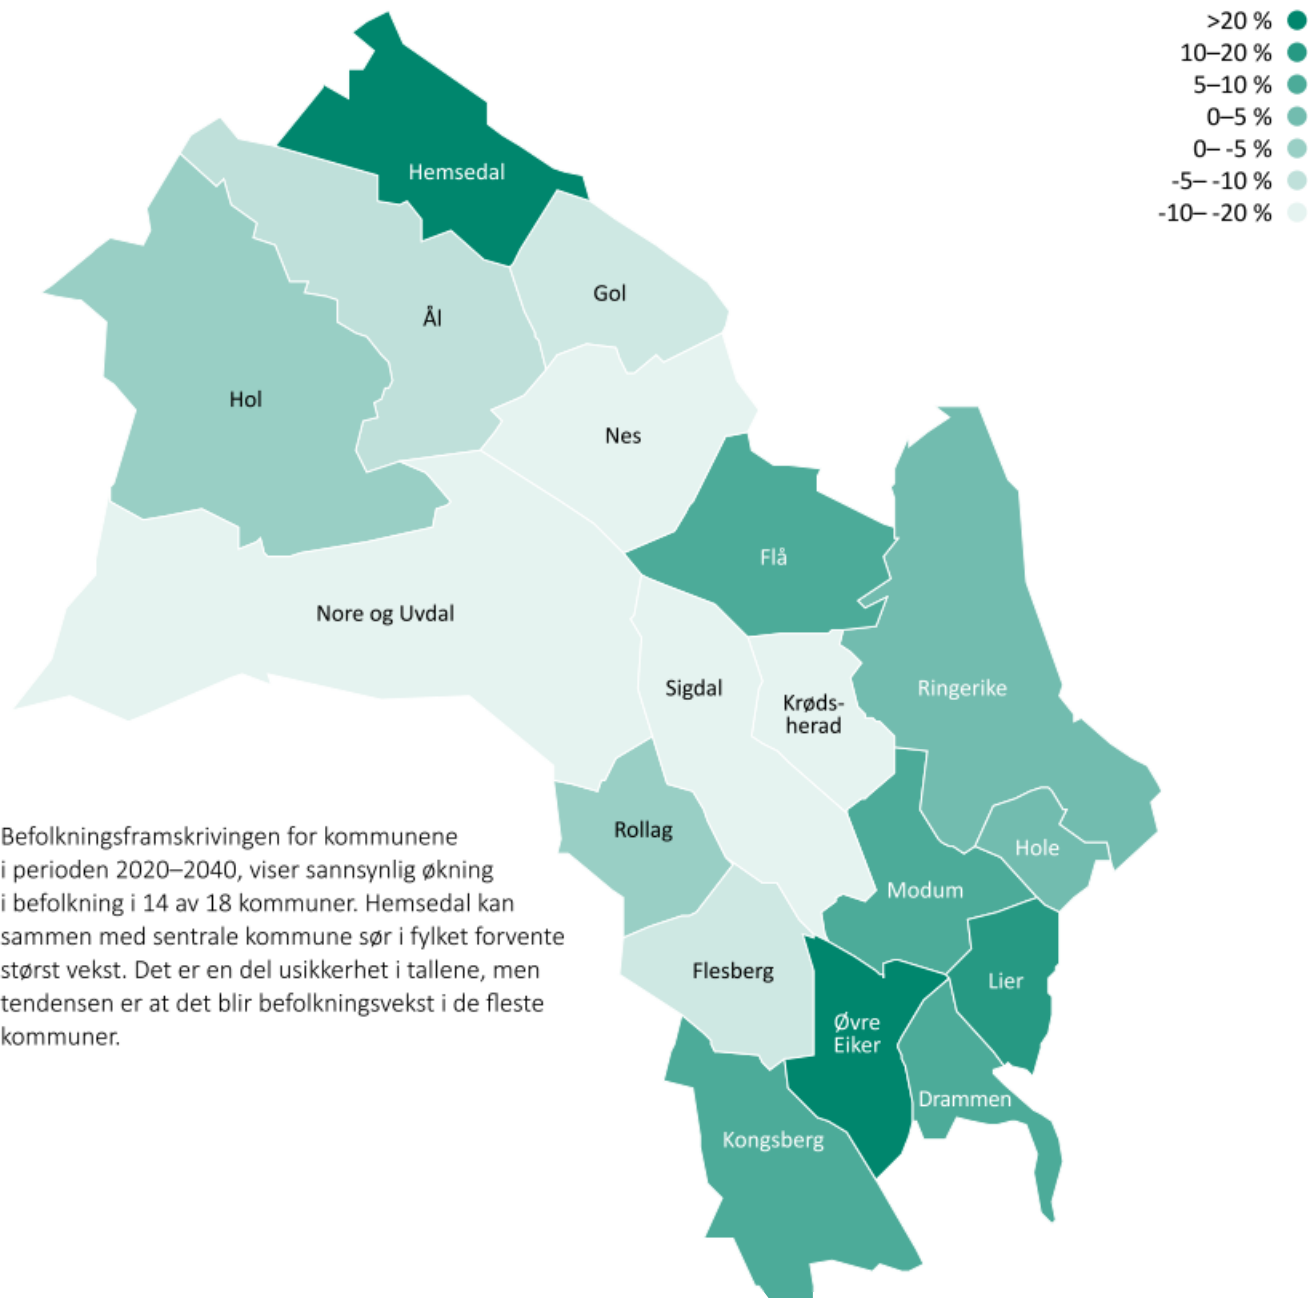 >20 %
10–20 %
5–10 %
0–5 %
0– -5 %
-5– -10 %
-10– -20 %
Hemsedal
Gol
Ål
Hol
Nes
Flå
Nore og Uvdal
Sigdal
Krøds-
herad
Ringerike
Rollag
Hole
Modum
Flesberg
Lier
Øvre
Eiker
Drammen
Kongsberg
Befolkningsframskrivingen for kommunene
i perioden 2020–2040, viser sannsynlig økning
i befolkning i 14 av 18 kommuner. Hemsedal kan
sammen med sentrale kommune sør i fylket forvente
størst vekst. Det er en del usikkerhet i tallene, men
tendensen er at det blir befolkningsvekst i de fleste
kommuner.